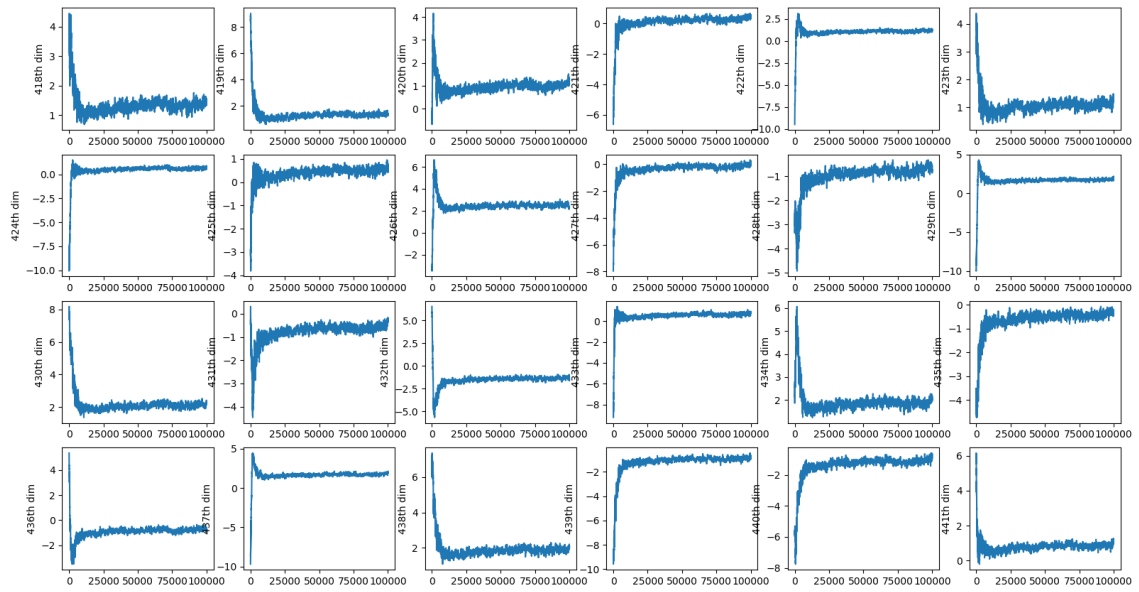 418th dim
4
3
2
1
0 25000 50000 75000 100000
419th dim
8
6
4
2
0 25000 50000 75000 100000
420th dim
4
3
2
1
0
0 25000 50000 75000 100000
421th dim
0
−2
−4
−6
0 25000 50000 75000 100000
422th dim
2.5
0.0
−2.5
−5.0
−7.5
−10.0
0 25000 50000 75000 100000
423th dim
4
3
2
1
0 25000 50000 75000 100000
424th dim
0.0
−2.5
−5.0
−7.5
−10.0
0 25000 50000 75000 100000
425th dim
1
0
−1
−2
−3
−4
0 25000 50000 75000 100000
426th dim
6
4
2
0
−2
0 25000 50000 75000 100000
427th dim
0
−2
−4
−6
−8
0 25000 50000 75000 100000
428th dim
−1
−2
−3
−4
−5
0 25000 50000 75000 100000
429th dim
5
0
−5
−10
0 25000 50000 75000 100000
430th dim
8
6
4
2
0 25000 50000 75000 100000
431th dim
0
−1
−2
−3
−4
0 25000 50000 75000 100000
432th dim
5.0
2.5
0.0
−2.5
−5.0
0 25000 50000 75000 100000
433th dim
0
−2
−4
−6
−8
0 25000 50000 75000 100000
434th dim
6
5
4
3
2
0 25000 50000 75000 100000
435th dim
0
−1
−2
−3
−4
0 25000 50000 75000 100000
436th dim
4
2
0
−2
0 25000 50000 75000 100000
437th dim
5
0
−5
−10
0 25000 50000 75000 100000
438th dim
6
4
2
0 25000 50000 75000 100000
439th dim
−2
−4
−6
−8
−10
0 25000 50000 75000 100000
440th dim
−2
−4
−6
−8
0 25000 50000 75000 100000
441th dim
6
4
2
0
0 25000 50000 75000 100000